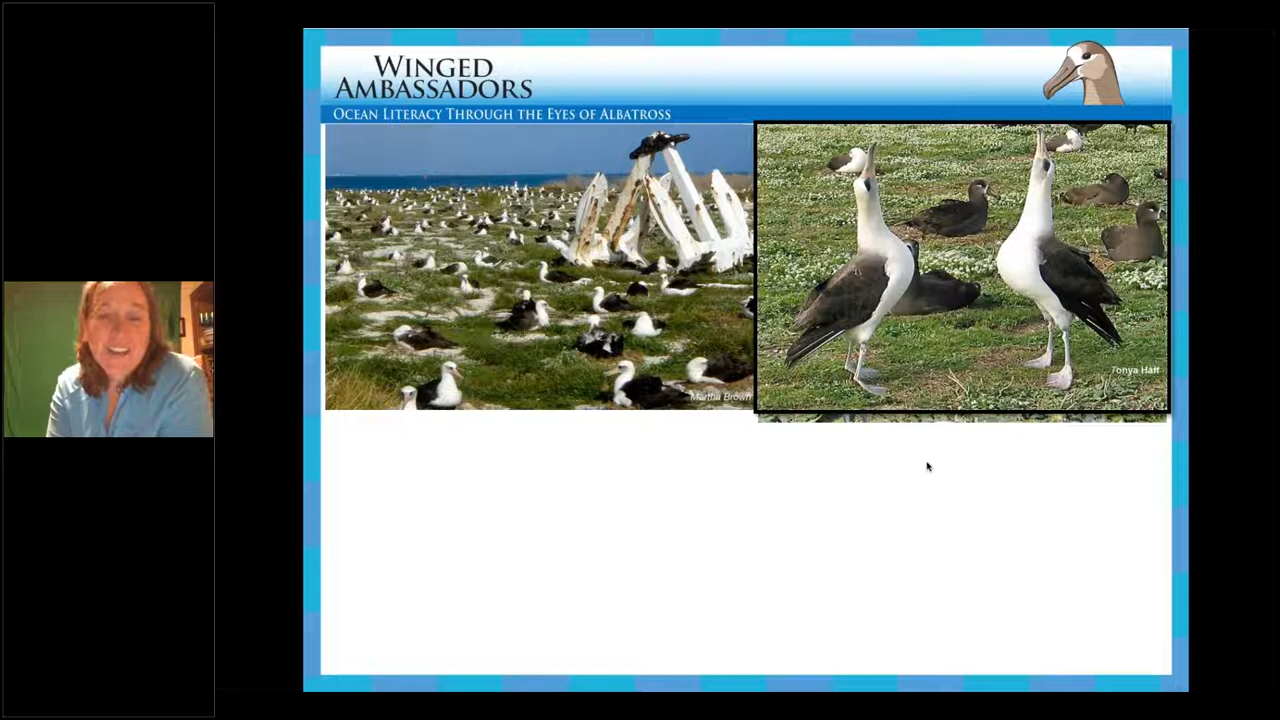 WINGED
AMBASSADORS
OCEAN LITERACY THROUGH THE EYES OF ALBATROSS
Martha Brown
Tonya Haff